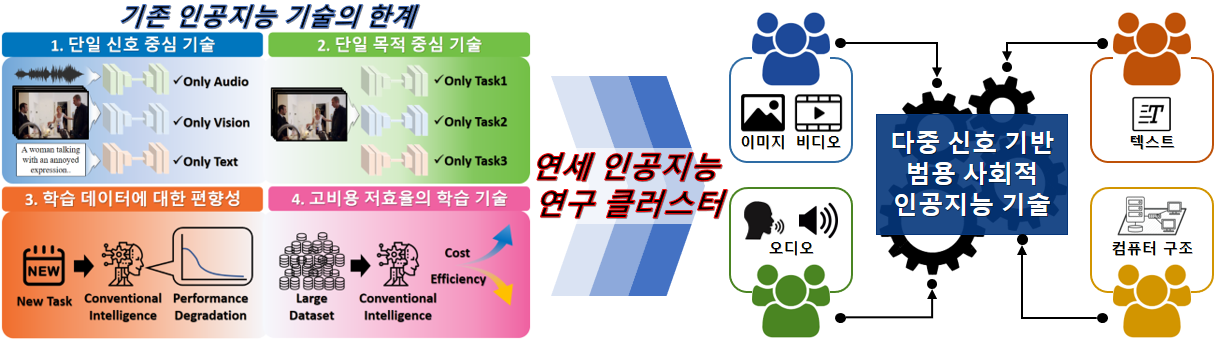 기존 인공지능 기술의 한계
1. 단일 신호 중심 기술
✓Only Audio
✓Only Vision
A woman talking
with an annoyed
expression..
✓Only Text
2. 단일 목적 중심 기술
✓Only Task1
✓Only Task2
✓Only Task3
3. 학습 데이터에 대한 편향성
NEW
New Task
Conventional
Intelligence
Performance
Degradation
4. 고비용 저효율의 학습 기술
Large
Dataset
Conventional
Intelligence
Cost
Efficiency
연세 인공지능
연구 클러스터
이미지 비디오
오디오
다중 신호 기반
범용 사회적
인공지능 기술
T
텍스트
컴퓨터 구조